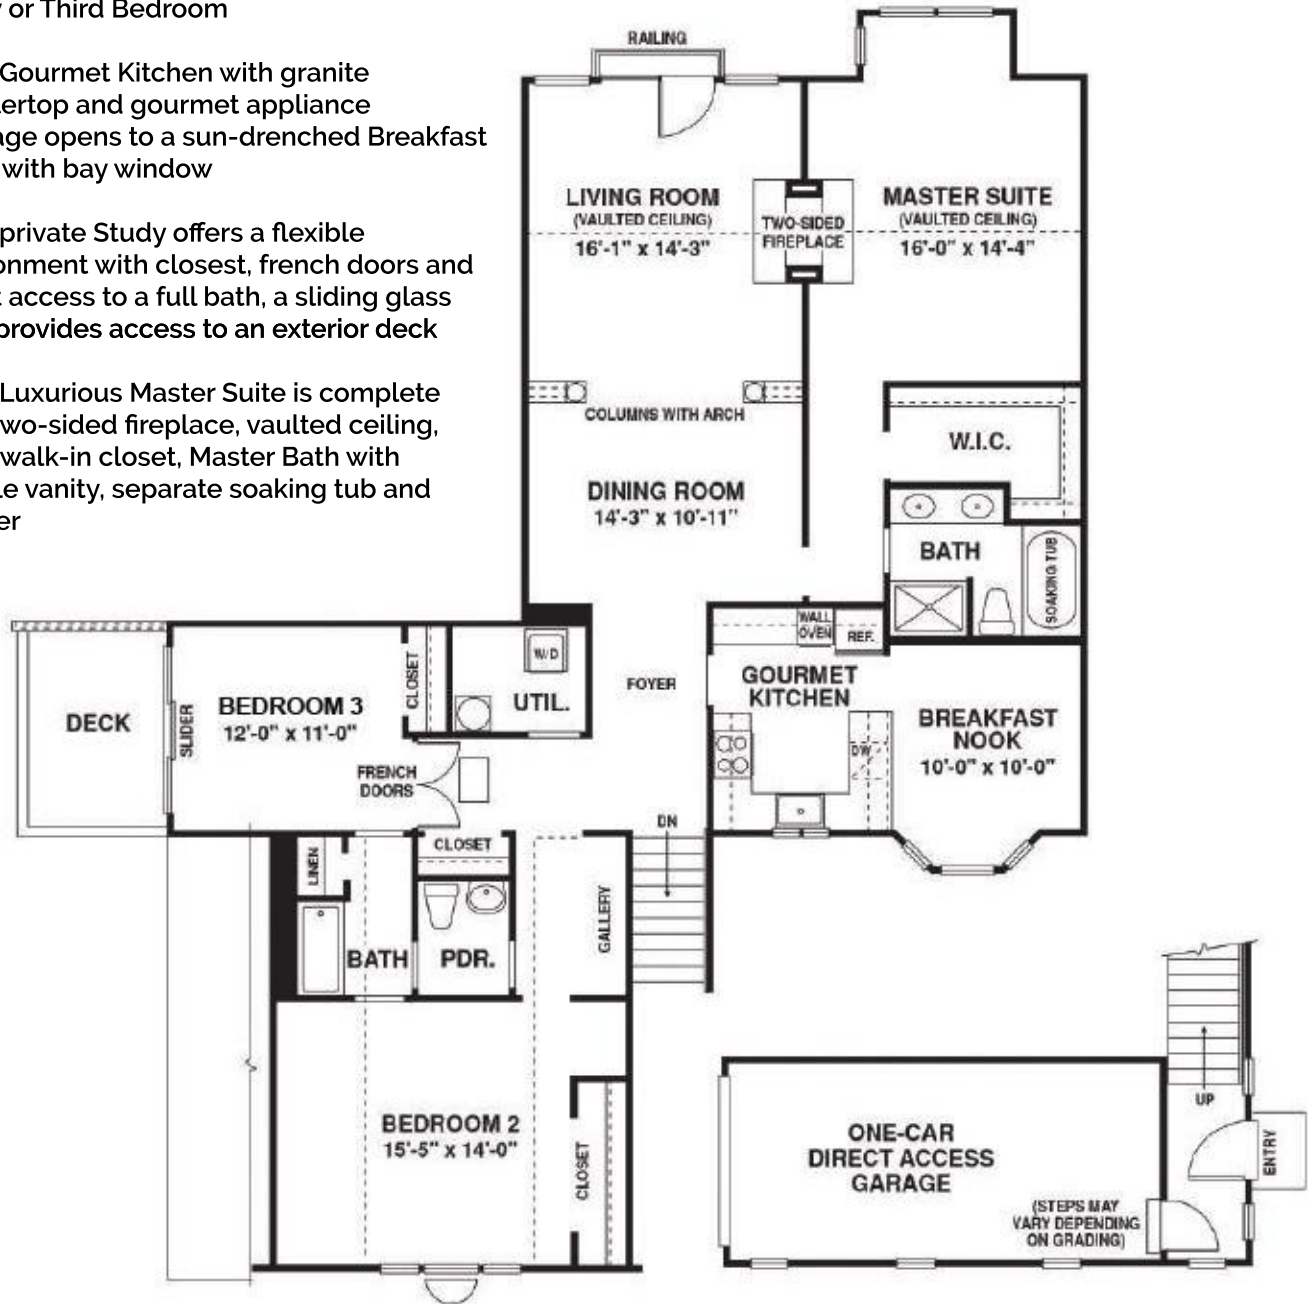 or Third Bedroom
Gourmet Kitchen with granite
and gourmet appliance
opens to a sun-drenched Breakfast
with bay window
private Study offers a flexible
with closest, french doors and
access to a full bath, a sliding glass
provides access to an exterior deck
Luxurious Master Suite is complete
two-sided fireplace, vaulted ceiling,
walk-in closet, Master Bath with
vanity, separate soaking tub and
RAILING
LIVING ROOM
(VAULTED CEILING)
16'-1" x 14'-3"
TWO-SIDED
FIREPLACE
MASTER SUITE
(VAULTED CEILING)
16'-0" x 14'-4"
COLUMNS WITH ARCH
W.I.C.
DINING ROOM
14'-3" x 10'-11"
BATH
SOAKING TUB
WALL
OVEN
REF.
DECK
SLIDER
BEDROOM 3
12'-0" x 11'-0"
CLOSET
W/D
UTIL.
FOYER
GOURMET
KITCHEN
DW
BREAKFAST
NOOK
10'-0" x 10'-0"
FRENCH
DOORS
DN
LINEN
CLOSET
GALLERY
BATH
PDR.
BEDROOM 2
15'-5" x 14'-0"
CLOSET
ONE-CAR
DIRECT ACCESS
GARAGE
(STEPS MAY
VARY DEPENDING
ON GRADING)
UP
ENTRY